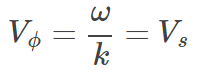 V_ϕ = ω/k = V_s